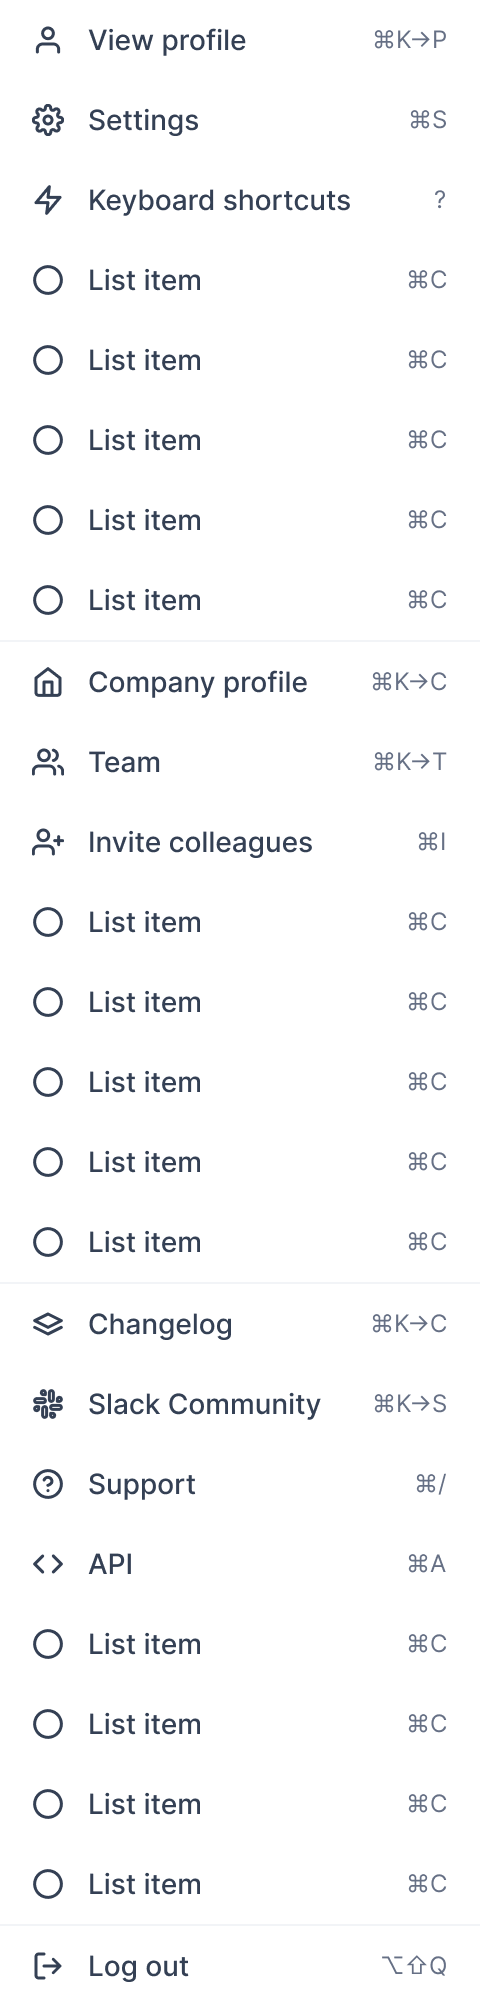 View profile ⌘K→P
Settings ⌘S
Keyboard shortcuts ?
List item ⌘C
List item ⌘C
List item ⌘C
List item ⌘C
List item ⌘C
Company profile ⌘K→C
Team ⌘K→T
Invite colleagues ⌘I
List item ⌘C
List item ⌘C
List item ⌘C
List item ⌘C
List item ⌘C
Changelog ⌘K→C
Slack Community ⌘K→S
Support ⌘/
API ⌘A
List item ⌘C
List item ⌘C
List item ⌘C
List item ⌘C
Log out ⌥⇧Q